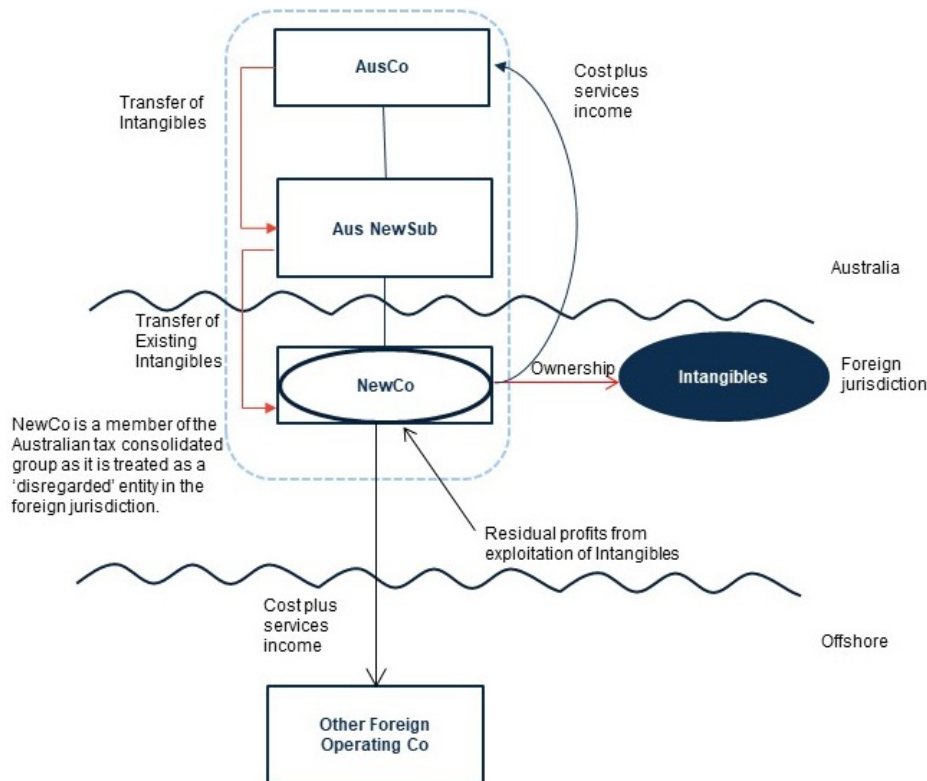 AusCo
Cost plus
services
income
Transfer of
Intangibles
Aus NewSub
Australia
Transfer of
Existing
Intangibles
NewCo
Ownership
Intangibles
Foreign
jurisdiction
NewCo is a member of the
Australian tax consolidated
group as it is treated as a
‘disregarded’ entity in the
foreign jurisdiction.
Residual profits from
exploitation of Intangibles
Cost plus
services
income
Offshore
Other Foreign
Operating Co